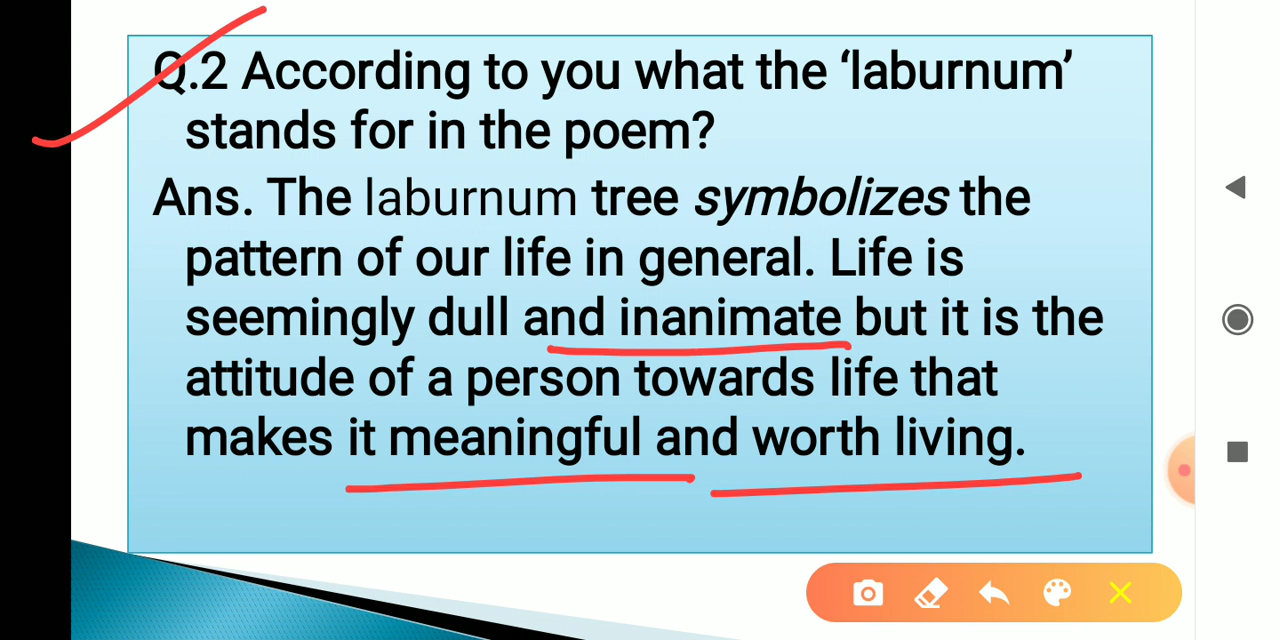 Q.2 According to you what the ‘laburnum’
stands for in the poem?
Ans. The laburnum tree symbolizes the
pattern of our life in general. Life is
seemingly dull and inanimate but it is the
attitude of a person towards life that
makes it meaningful and worth living.